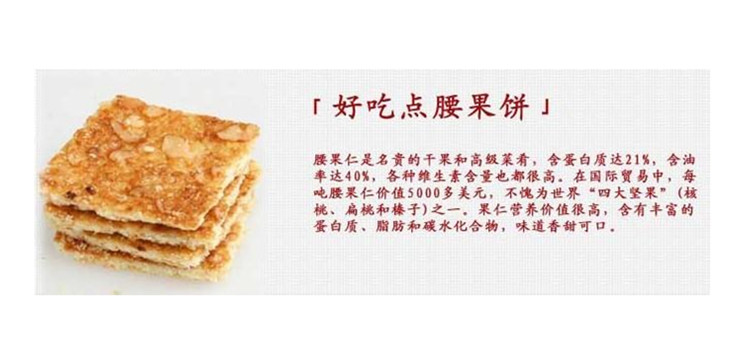 「好吃点腰果饼」
腰果仁是名贵的干果和高级菜肴，含蛋白质达21%，含油
率达40%，各种维生素含量也都很高。在国际贸易中，每
吨腰果仁价值5000多美元，不愧为世界“四大坚果”(核
桃、扁桃和榛子)之一。果仁营养价值很高，含有丰富的
蛋白质、脂肪和碳水化合物，味道香甜可口。